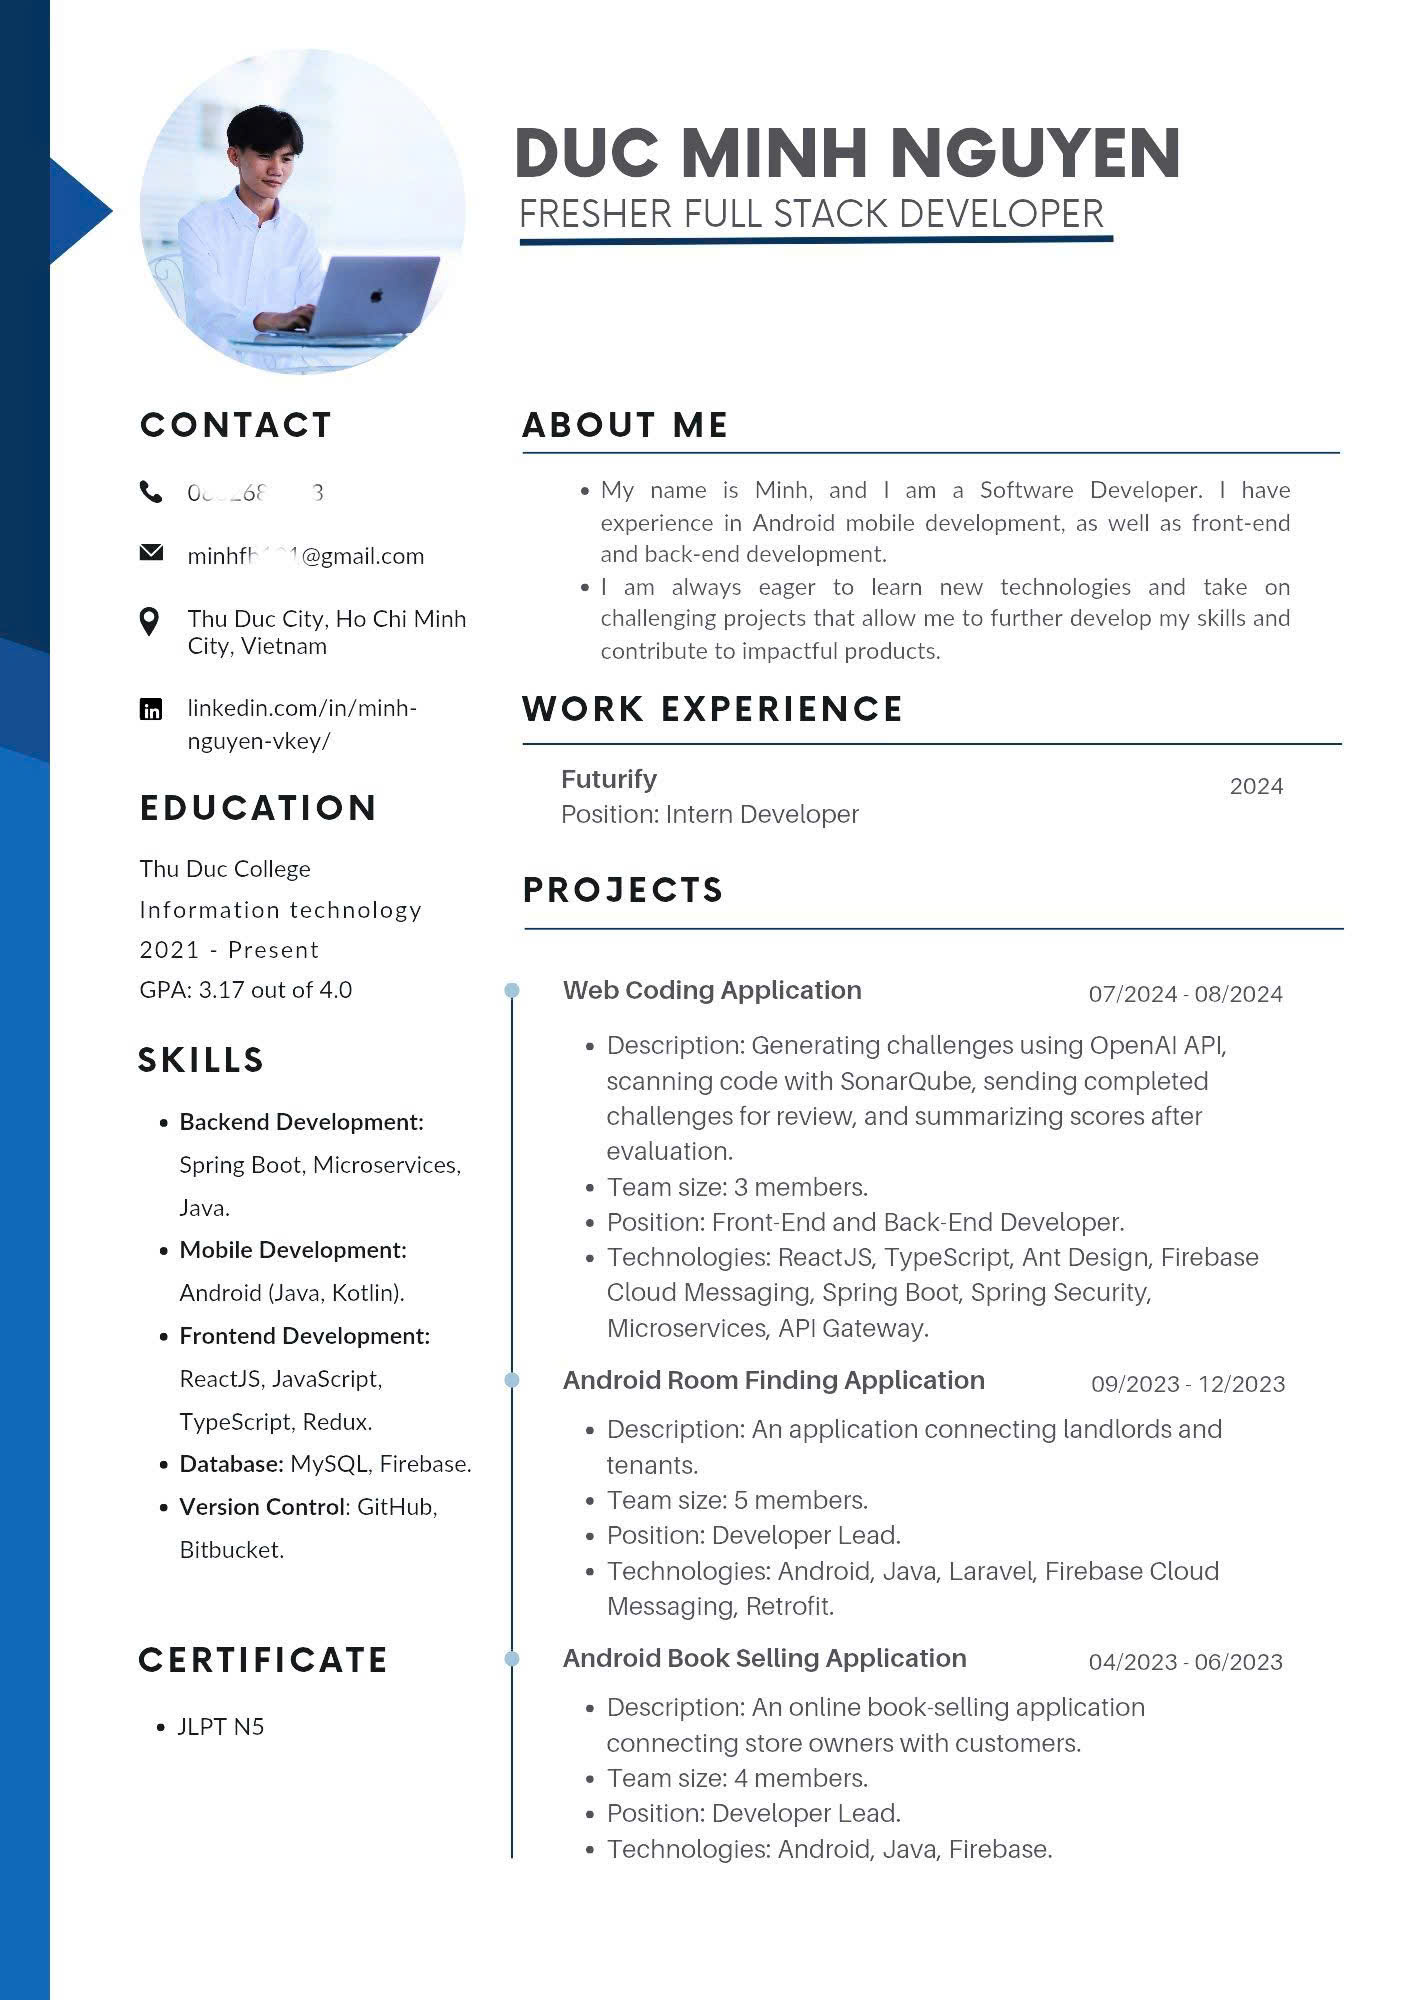 DUC MINH NGUYEN
FRESHER FULL STACK DEVELOPER
CONTACT
@gmail.com
Thu Duc City, Ho Chi Minh
City, Vietnam
linkedin.com/in/minh-
nguyen-vkey/
EDUCATION
Thu Duc College
Information technology
2021 - Present
GPA: 3.17 out of 4.0
SKILLS
• Backend Development:
Spring Boot, Microservices,
Java.
• Mobile Development:
Android (Java, Kotlin).
• Frontend Development:
ReactJS, JavaScript,
TypeScript, Redux.
• Database: MySQL, Firebase.
• Version Control: GitHub,
Bitbucket.
CERTIFICATE
• JLPT N5
ABOUT ME
• My name is Minh, and I am a Software Developer. I have
experience in Android mobile development, as well as front-end
and back-end development.
• I am always eager to learn new technologies and take on
challenging projects that allow me to further develop my skills and
contribute to impactful products.
WORK EXPERIENCE
Futurify 2024
Position: Intern Developer
PROJECTS
Web Coding Application 07/2024 - 08/2024
• Description: Generating challenges using OpenAI API,
scanning code with SonarQube, sending completed
challenges for review, and summarizing scores after
evaluation.
• Team size: 3 members.
• Position: Front-End and Back-End Developer.
• Technologies: ReactJS, TypeScript, Ant Design, Firebase
Cloud Messaging, Spring Boot, Spring Security,
Microservices, API Gateway.
Android Room Finding Application 09/2023 - 12/2023
• Description: An application connecting landlords and
tenants.
• Team size: 5 members.
• Position: Developer Lead.
• Technologies: Android, Java, Laravel, Firebase Cloud
Messaging, Retrofit.
Android Book Selling Application 04/2023 - 06/2023
• Description: An online book-selling application
connecting store owners with customers.
• Team size: 4 members.
• Position: Developer Lead.
• Technologies: Android, Java, Firebase.